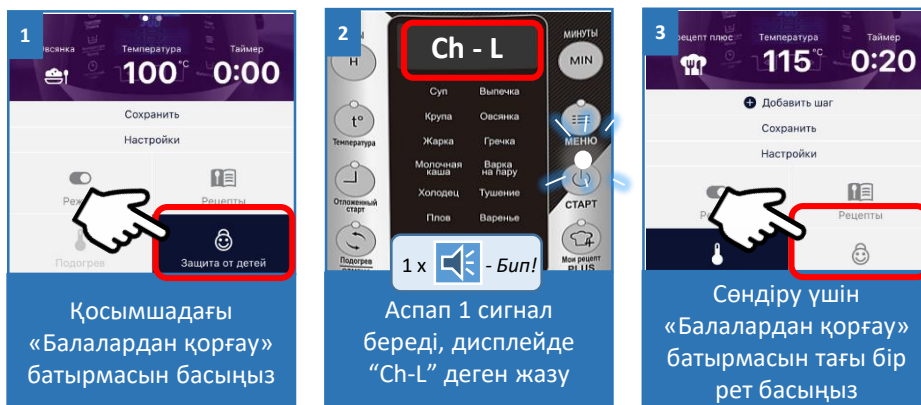 1
Овсянка
Температура
Таймер
100°C
0:00
Сохранить
Настройки
Рецепты
Подогрев
Защита от детей
Қосымшадағы
«Балалардан қорғау»
батырмасын басыңыз
2
Ch - L
H
МИНУТЫ
MIN
t°
Температура
Отложенный
старт
Подогрев
Суп
Выпечка
Крупа
Овсянка
Жарка
Гречка
Молочная
каша
Варка
на пару
Холодец
Тушение
Плов
Варенье
МЕНЮ
СТАРТ
Мои рецепт
PLUS
1 x - Бип!
Аспап 1 сигнал
береді, дисплейде
“Ch-L” деген жазу
3
рецепт плюс
Температура
Таймер
115°C
0:20
Добавить шаг
Сохранить
Настройки
Рецепты
Сөндіру үшін
«Балалардан қорғау»
батырмасын тағы бір
рет басыңыз